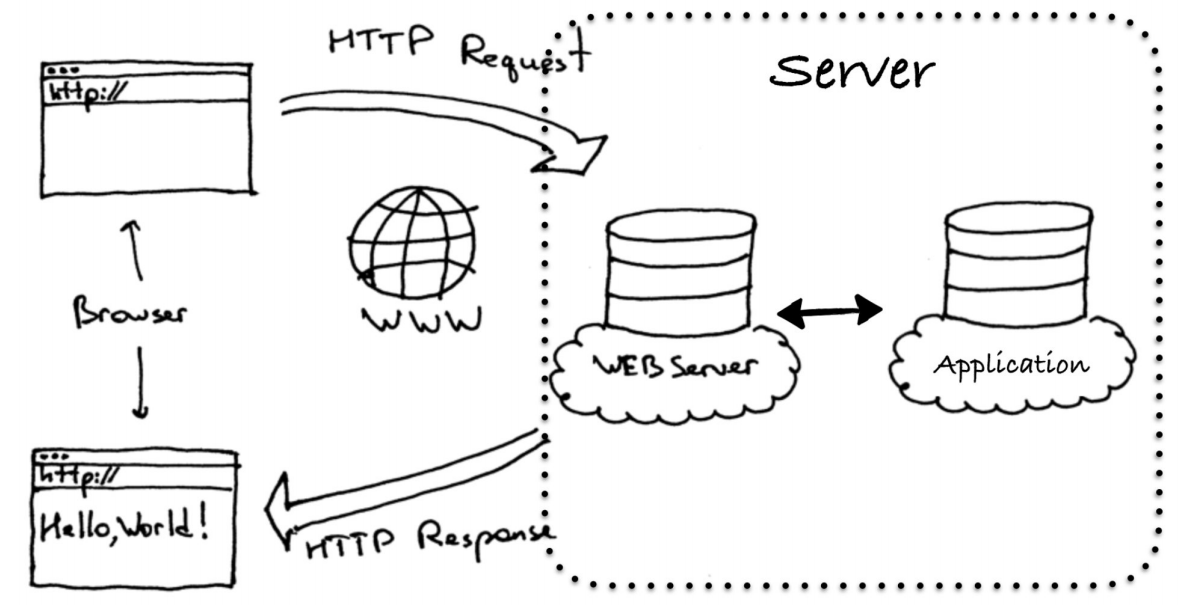 HTTP Request
Server
http://
Browser
WWW
WEB Server
Application
http://
Hello, World!
HTTP Response